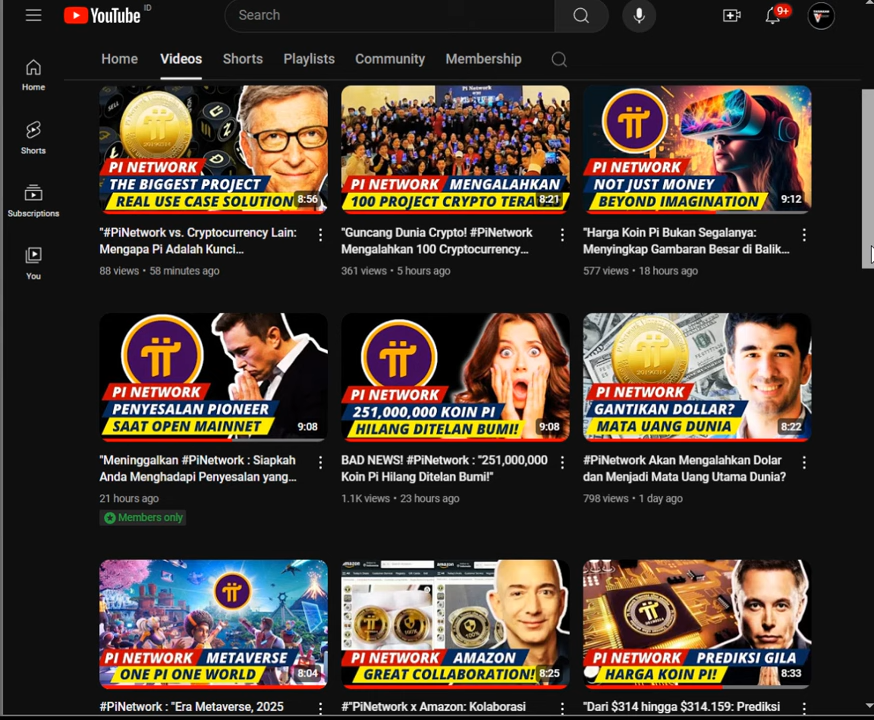 YouTube ID
Search
9+
Home
Videos
Shorts
Playlists
Community
Membership
Home
Shorts
Subscriptions
You
PI NETWORK
THE BIGGEST PROJECT
REAL USE CASE SOLUTION
8:56
"#PiNetwork vs. Cryptocurrency Lain:
Mengapa Pi Adalah Kunci...
88 views • 58 minutes ago
PI NETWORK MENGALAHKAN
100 PROJECT CRYPTO TERA
8:21
"Guncang Dunia Crypto! #PiNetwork
Mengalahkan 100 Cryptocurrency...
361 views • 5 hours ago
PI NETWORK
NOT JUST MONEY
BEYOND IMAGINATION
9:12
"Harga Koin Pi Bukan Segalanya:
Menyingkap Gambaran Besar di Balik...
577 views • 18 hours ago
PI NETWORK
PENYESALAN PIONEER
SAAT OPEN MAINNET
9:08
"Meninggalkan #PiNetwork : Siapkah
Anda Menghadapi Penyesalan yang...
21 hours ago
Members only
PI NETWORK
251,000,000 KOIN PI
HILANG DITELAN BUMI!
9:08
BAD NEWS! #PiNetwork : "251,000,000
Koin Pi Hilang Ditelan Bumi!"
1.1K views • 23 hours ago
PI NETWORK
GANTIKAN DOLLAR?
MATA UANG DUNIA
8:22
#PiNetwork Akan Mengalahkan Dolar
dan Menjadi Mata Uang Utama Dunia?
798 views • 1 day ago
PI NETWORK METAVERSE
ONE PI ONE WORLD
8:04
#PiNetwork : "Era Metaverse, 2025
PI NETWORK AMAZON
GREAT COLLABORATION!
8:25
#"PiNetwork x Amazon: Kolaborasi
PI NETWORK PREDIKSI GILA
HARGA KOIN PI!
8:33
"Dari $314 hingga $314.159: Prediksi